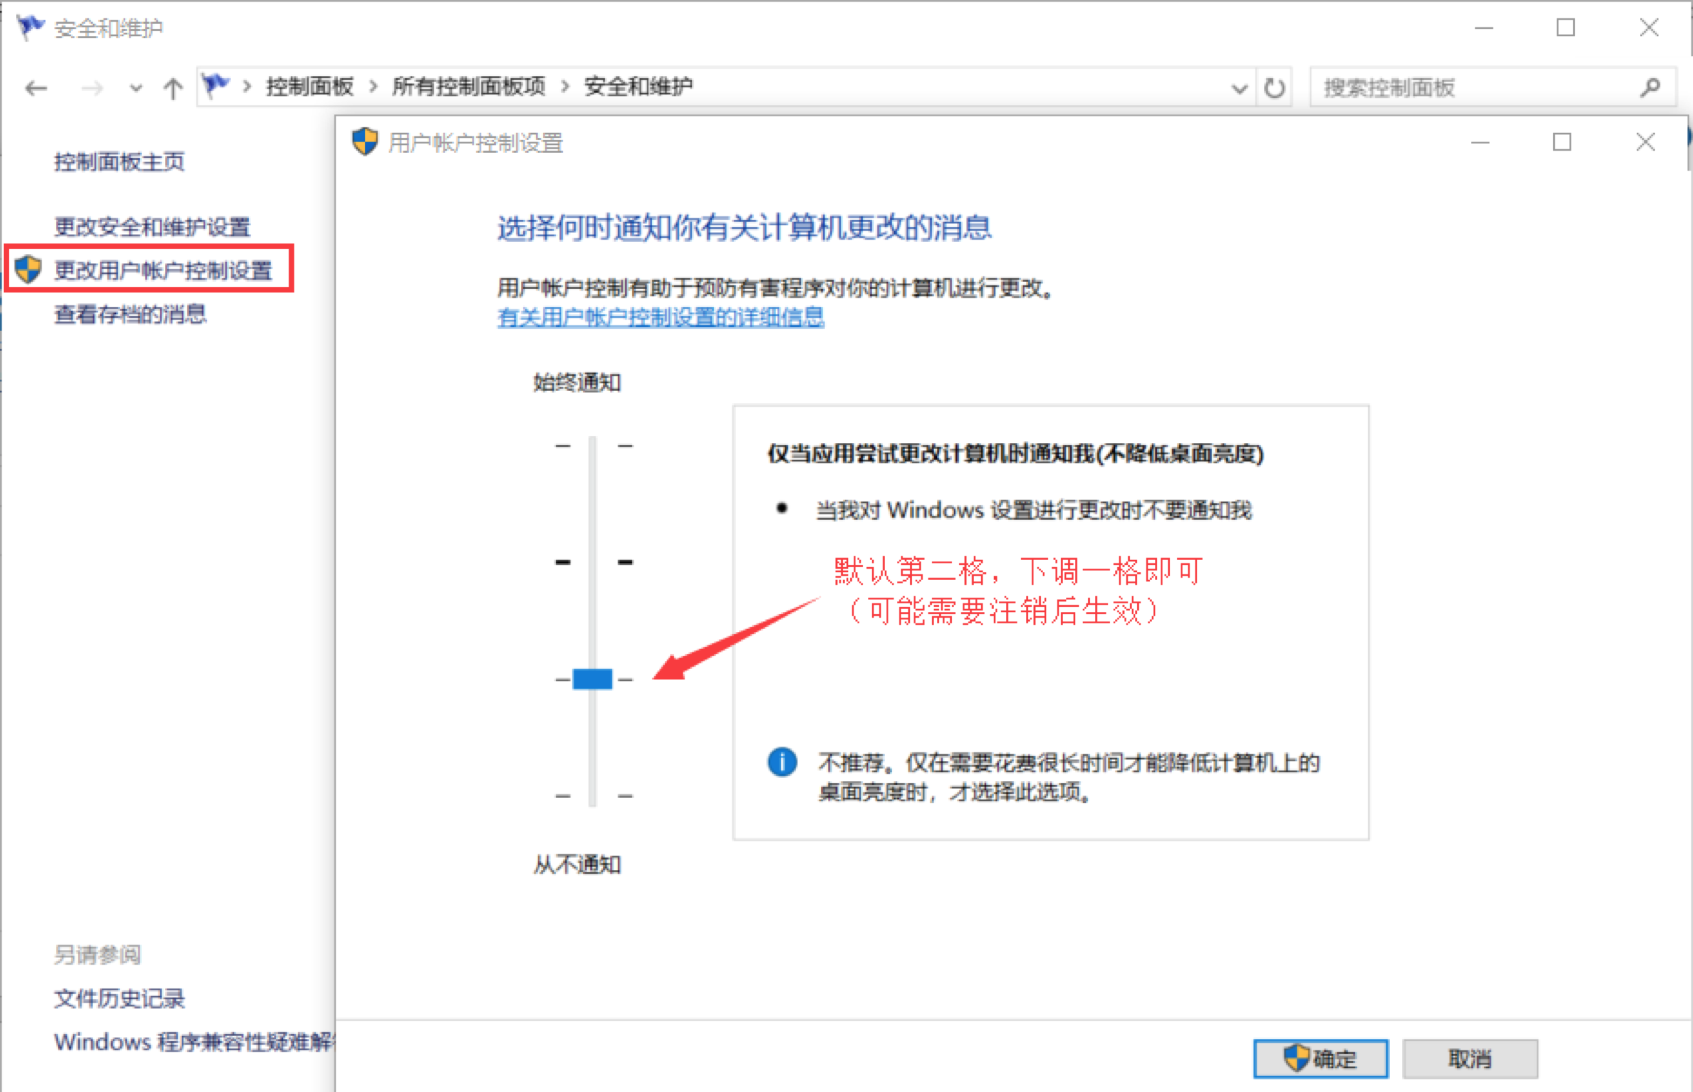 安全和维护
控制面板 > 所有控制面板项 > 安全和维护
搜索控制面板
控制面板主页
更改安全和维护设置
更改用户帐户控制设置
查看存档的消息
另请参阅
文件历史记录
Windows 程序兼容性疑难解
用户帐户控制设置
选择何时通知你有关计算机更改的消息
用户帐户控制有助于预防有害程序对你的计算机进行更改。
有关用户帐户控制设置的详细信息
始终通知
仅当应用尝试更改计算机时通知我(不降低桌面亮度)
• 当我对 Windows 设置进行更改时不要通知我
默认第二格，下调一格即可
（可能需要注销后生效）
不推荐。仅在需要花费很长时间才能降低计算机上的
桌面亮度时，才选择此选项。
从不通知
确定
取消